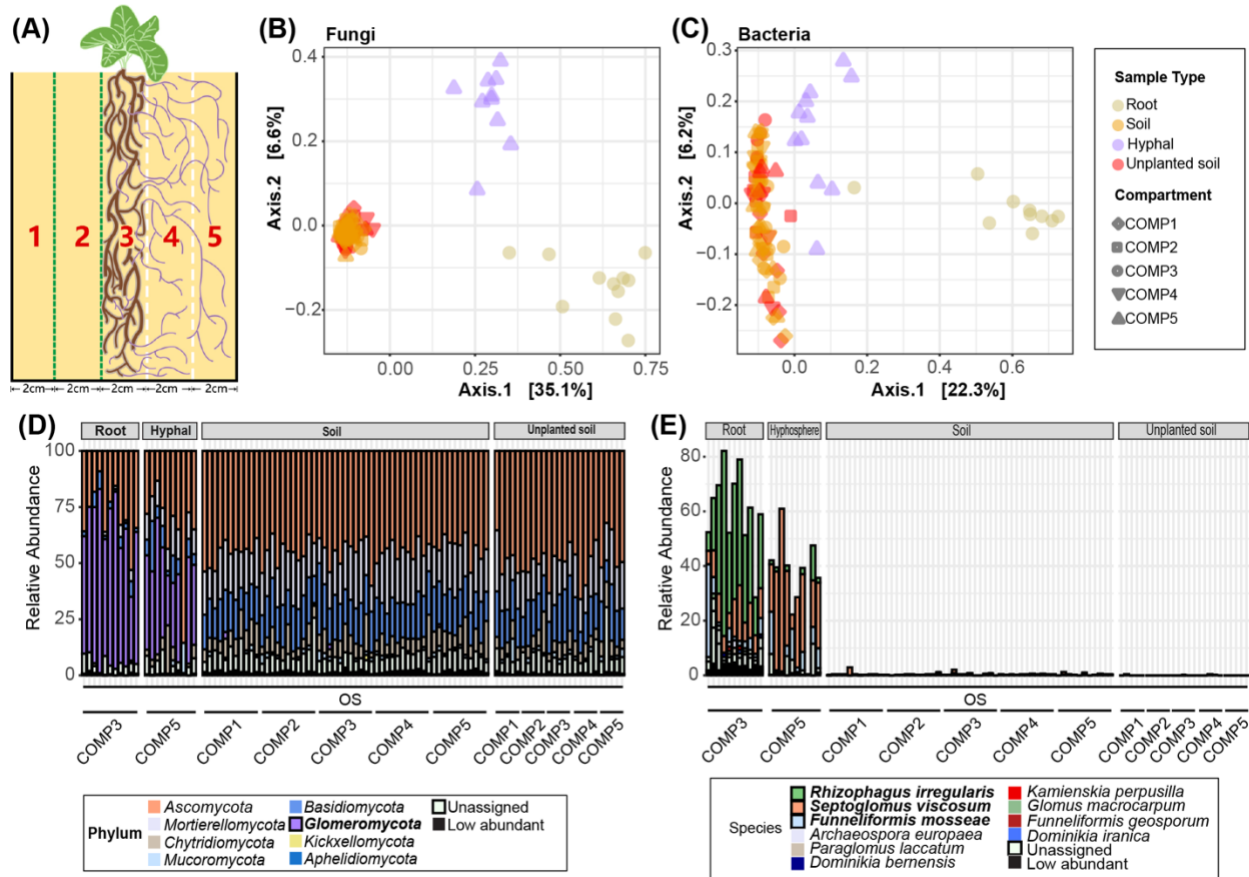 (A)
1 2 3 4 5
2cm 2cm 2cm 2cm 2cm
(B) Fungi
0.4
0.2
0.0
−0.2
Axis.2 [6.6%]
0.00 0.25 0.50 0.75
Axis.1 [35.1%]
(C) Bacteria
0.3
0.2
0.1
0.0
−0.1
−0.2
Axis.2 [6.2%]
0.0 0.2 0.4 0.6
Axis.1 [22.3%]
Sample Type
Root
Soil
Hyphal
Unplanted soil
Compartment
COMP1
COMP2
COMP3
COMP4
COMP5
(D)
Root Hyphal Soil Unplanted soil
100
75
50
25
0
Relative Abundance
OS
COMP3 COMP5 COMP1 COMP2 COMP3 COMP4 COMP5 COMP1 COMP2 COMP3 COMP4 COMP5
Phylum
Ascomycota
Mortierellomycota
Chytridiomycota
Mucoromycota
Basidiomycota
Glomeromycota
Kickxellomycota
Aphelidiomycota
Unassigned
Low abundant
(E)
Root Hyphosphere Soil Unplanted soil
80
60
40
20
0
Relative Abundance
OS
COMP3 COMP5 COMP1 COMP2 COMP3 COMP4 COMP5 COMP1 COMP2 COMP3 COMP4 COMP5
Species
Rhizophagus irregularis
Septoglomus viscosum
Funneliformis mosseae
Archaeospora europaea
Paraglomus laccatum
Dominikia bernensis
Kamienskia perpusilla
Glomus macrocarpum
Funneliformis geosporum
Dominikia iranica
Unassigned
Low abundant